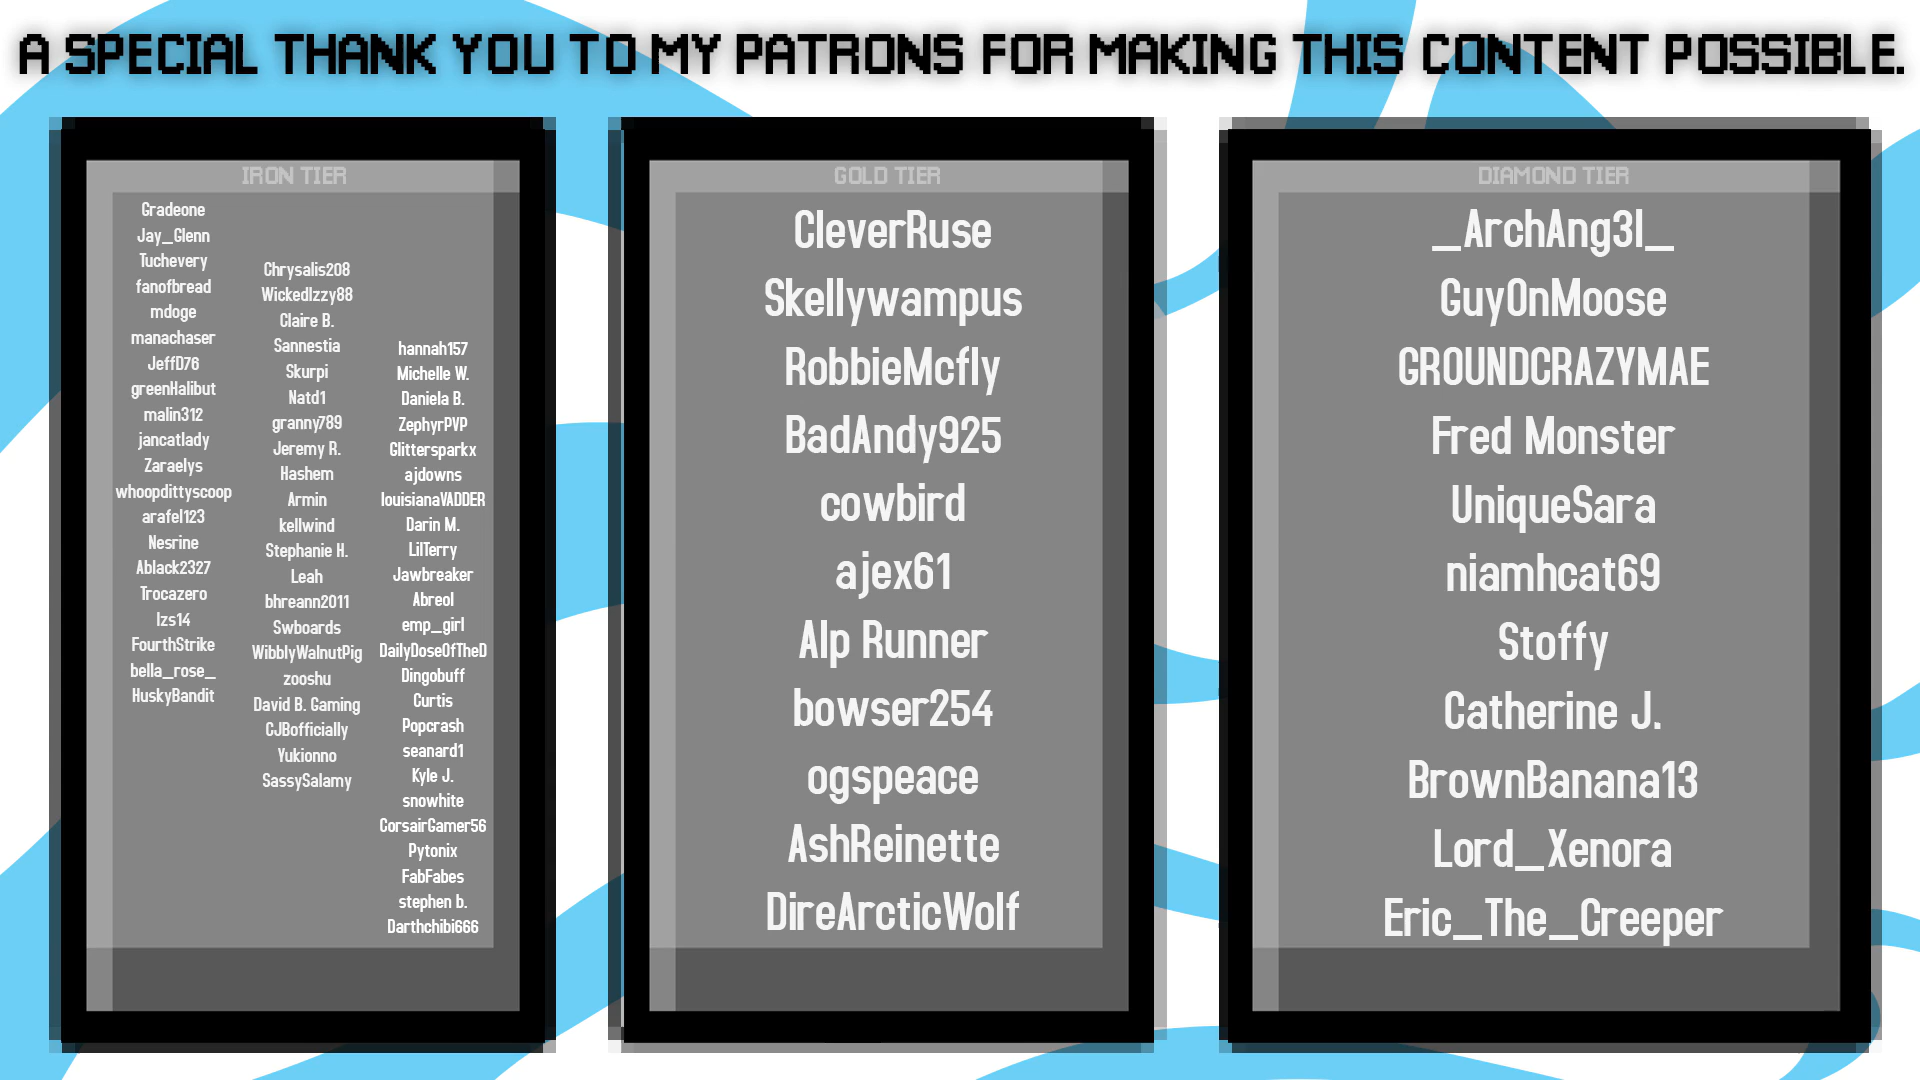 A SPECIAL THANK YOU TO MY PATRONS FOR MAKING THIS CONTENT POSSIBLE.
IRON TIER
Gradeone
Jay_Glenn
Tuchevery
fanofbread
mdoge
manachaser
JeffD76
greenHalibut
malin312
jancatlady
Zaraelys
whoopdittyscoop
arafel123
Nesrine
Ablack2327
Trocazero
Izs14
FourthStrike
bella_rose_
HuskyBandit
Chrysalis208
WickedIzzy88
Claire B.
Sannestia
Skurpi
Natd1
granny789
Jeremy R.
Hashem
Armin
kellwind
Stephanie H.
Leah
bhreann2011
Swboards
WibblyWalnutPig
zooshu
David B. Gaming
CJBofficially
Yukionno
SassySalamy
hannah157
Michelle W.
Daniela B.
ZephyrPVP
Glittersparkx
ajdowns
louisianaVADDER
Darin M.
LilTerry
Jawbreaker
Abreol
emp_girl
DailyDoseOfTheD
Dingobuff
Curtis
Popcrash
seanard1
Kyle J.
snowhite
CorsairGamer56
Pytonix
FabFabes
stephen b.
Darthchibi666
GOLD TIER
CleverRuse
Skellywampus
RobbieMcfly
BadAndy925
cowbird
ajex61
Alp Runner
bowser254
ogspeace
AshReinette
DireArcticWolf
DIAMOND TIER
_ArchAng3l_
GuyOnMoose
GROUNDCRAZYMAE
Fred Monster
UniqueSara
niamhcat69
Stoffy
Catherine J.
BrownBanana13
Lord_Xenora
Eric_The_Creeper